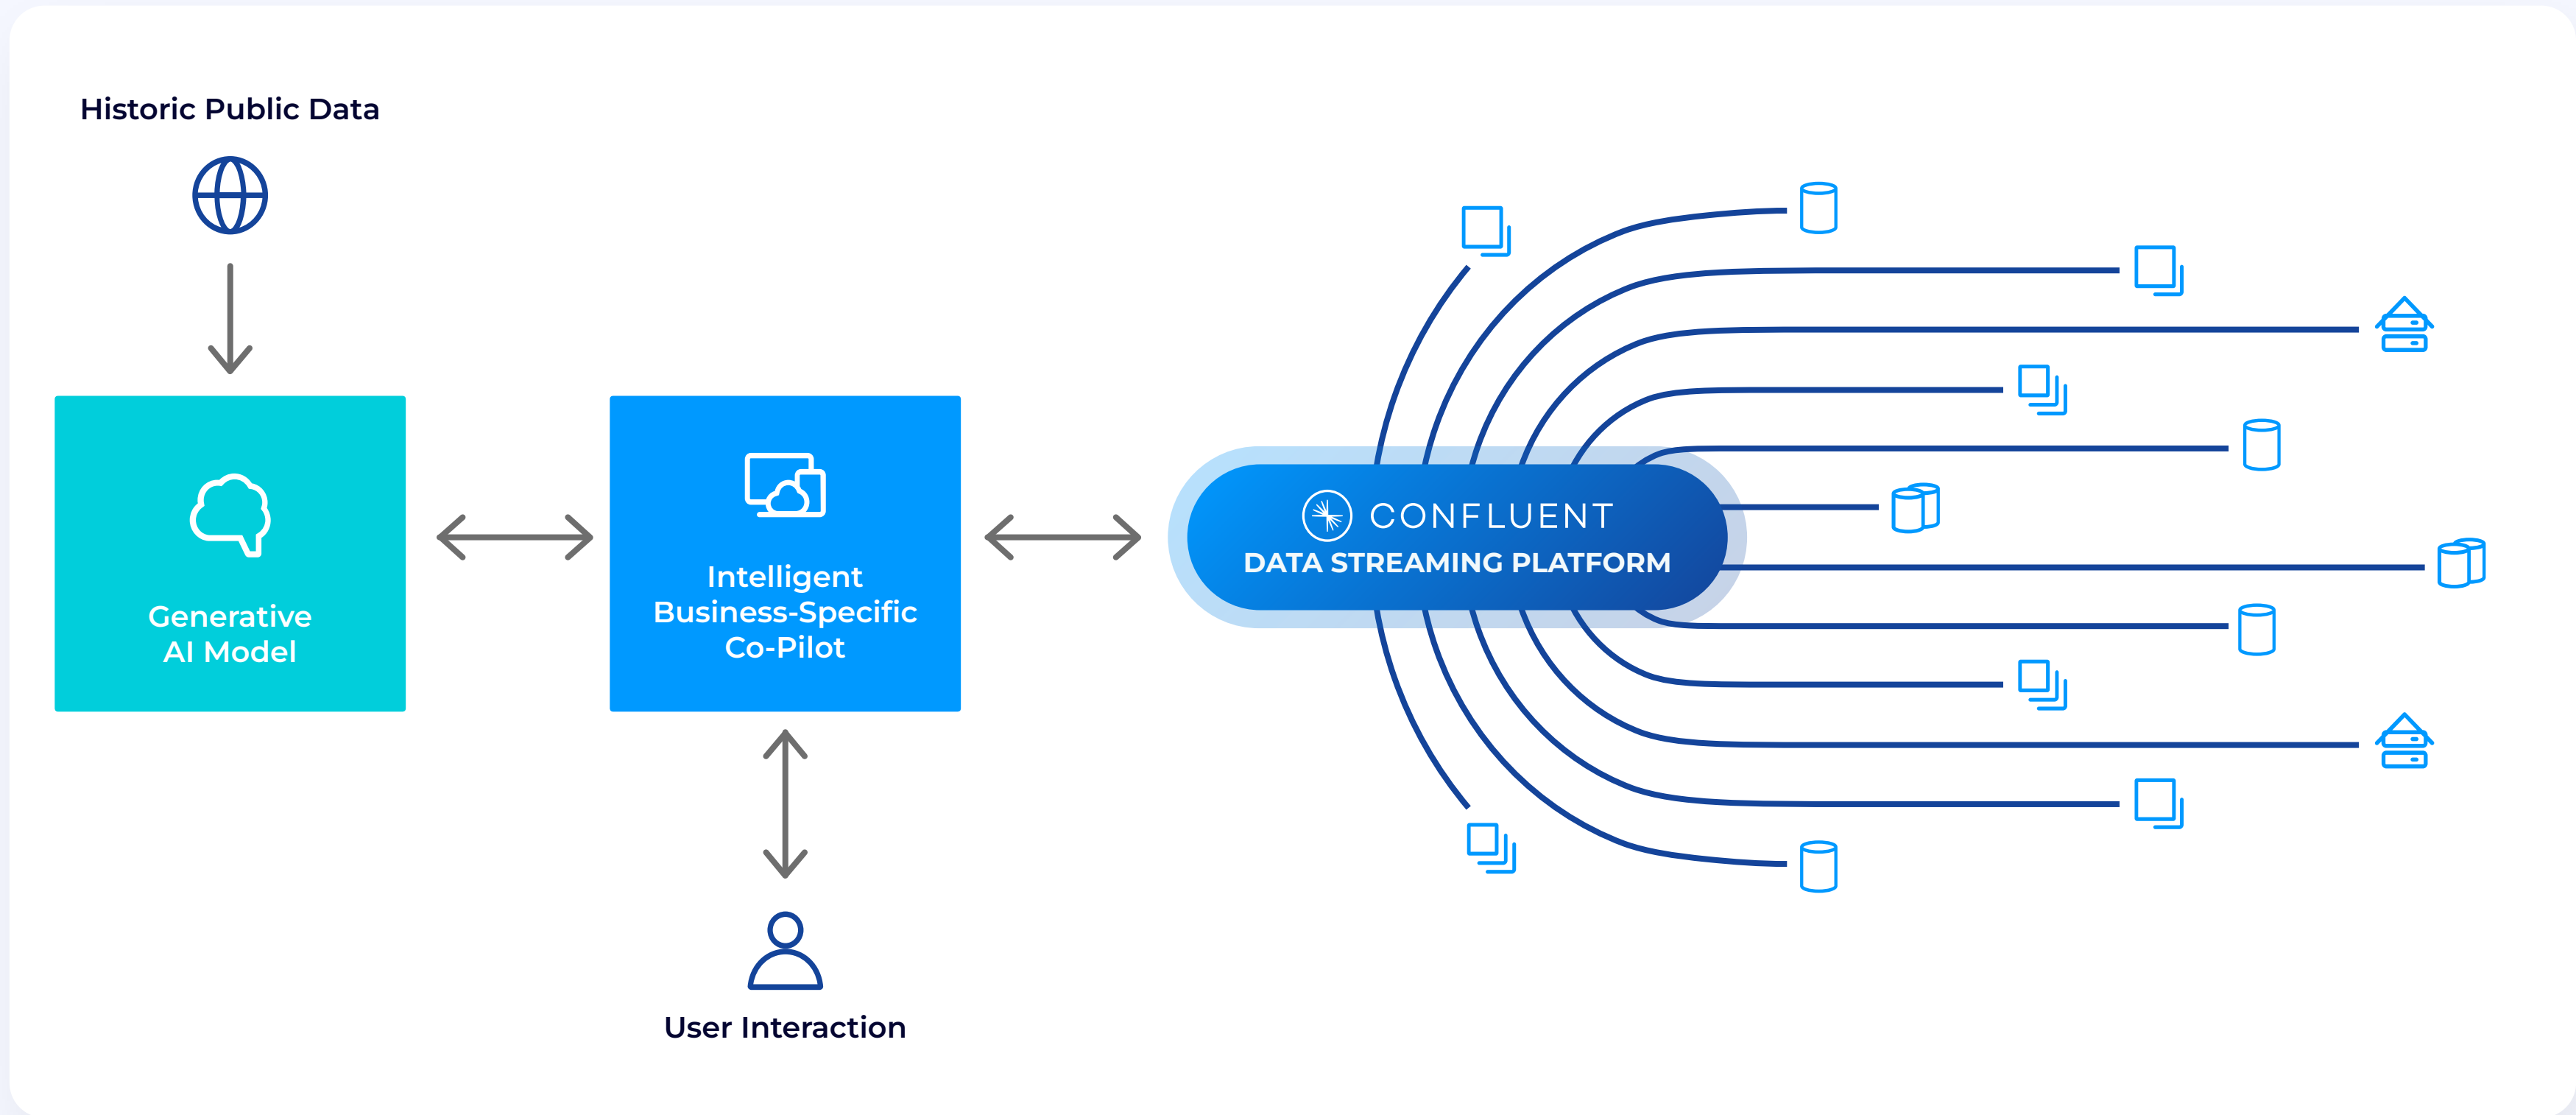 Historic Public Data
Generative
AI Model
Intelligent
Business-Specific
Co-Pilot
User Interaction
CONFLUENT
DATA STREAMING PLATFORM